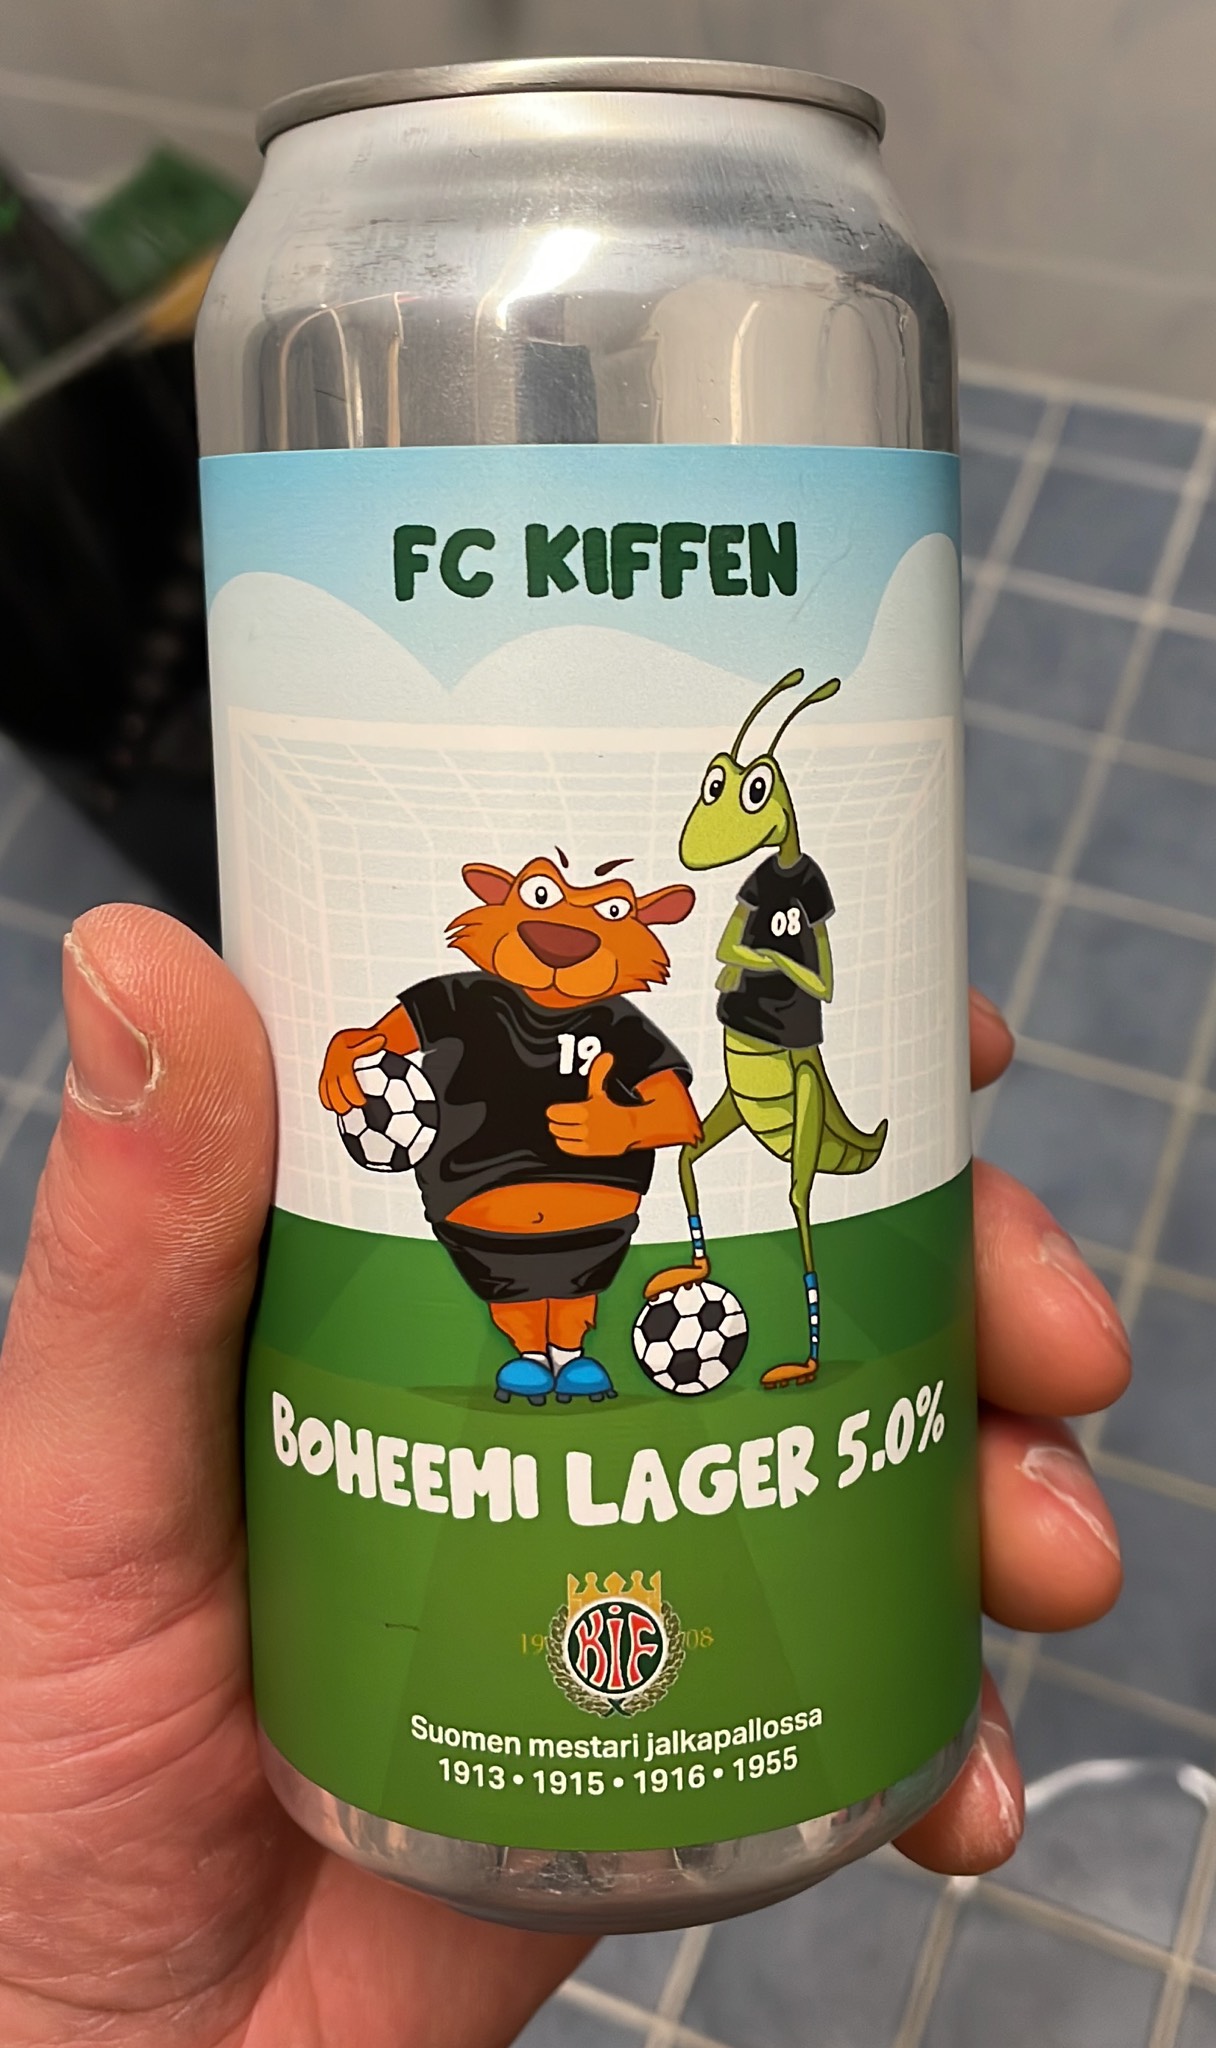 FC KIFFEN
08
19
BOHEEMI LAGER 5.0%
19 KIF 08
Suomen mestari jalkapallossa
1913 • 1915 • 1916 • 1955